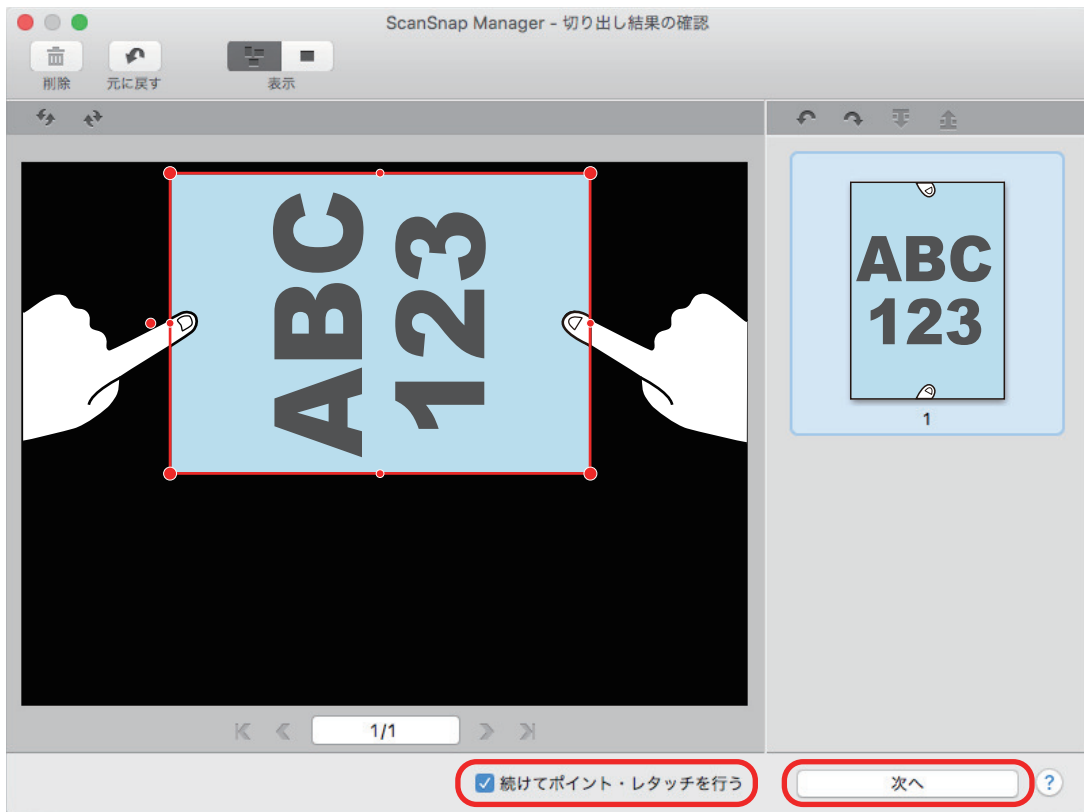 ScanSnap Manager - 切り出し結果の確認
削除 元に戻す 表示
ABC
123
ABC
123
1
1/1
続けてポイント・レタッチを行う 次へ ?